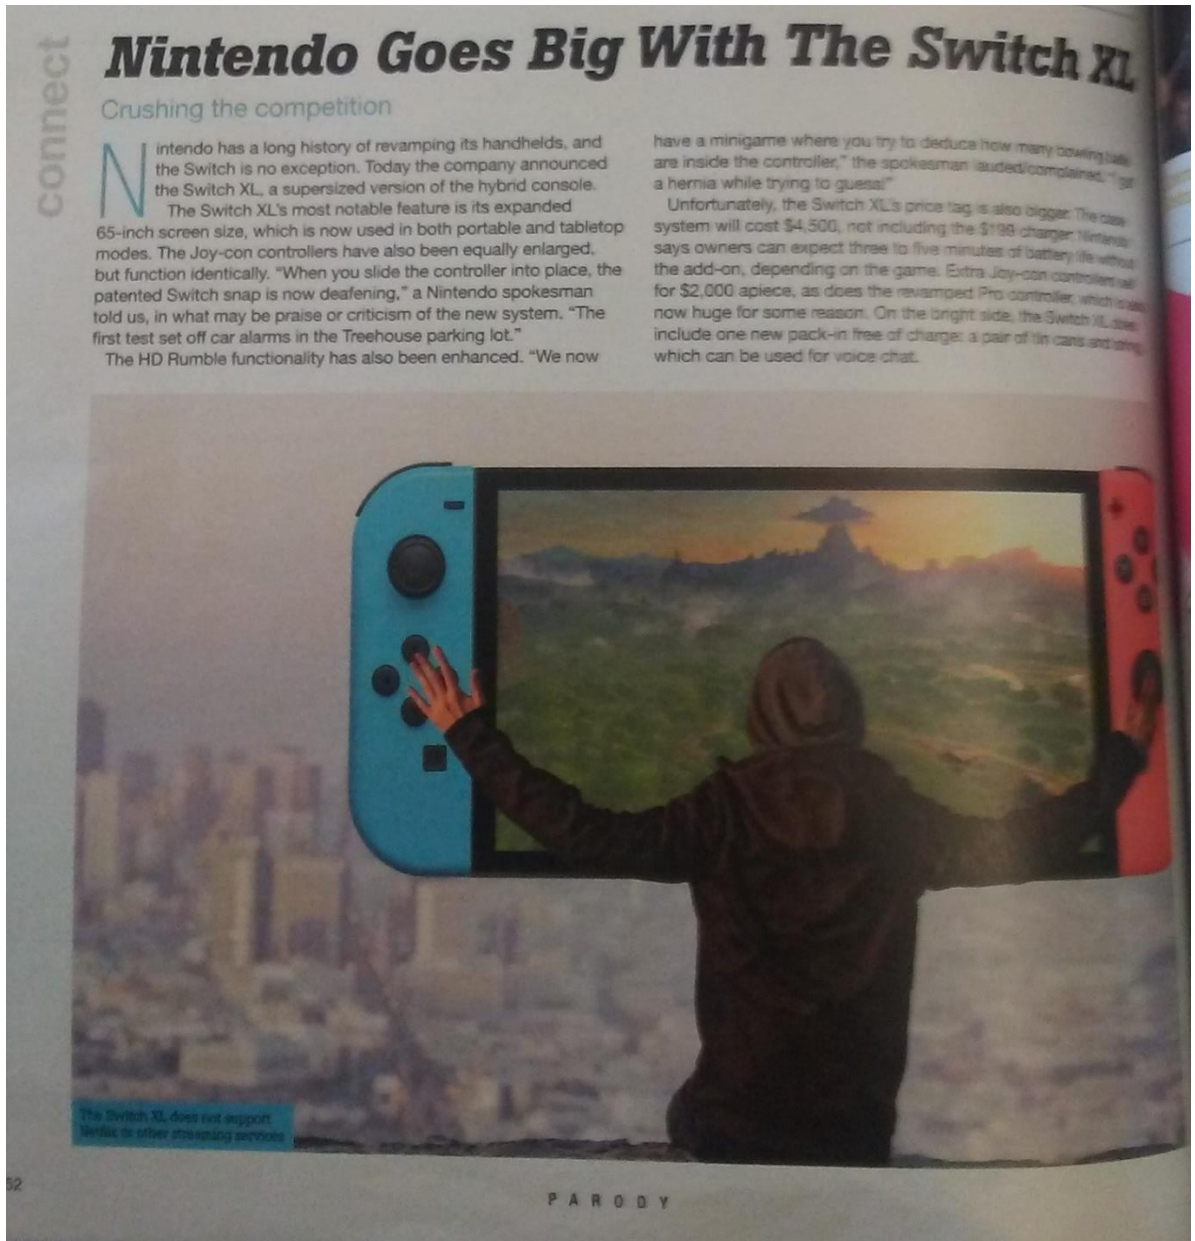 connect
Nintendo Goes Big With The Switch XL
Crushing the competition
Nintendo has a long history of revamping its handhelds, and
the Switch is no exception. Today the company announced
the Switch XL, a supersized version of the hybrid console.
The Switch XL's most notable feature is its expanded
65-inch screen size, which is now used in both portable and tabletop
modes. The Joy-con controllers have also been equally enlarged,
but function identically. “When you slide the controller into place, the
patented Switch snap is now deafening,” a Nintendo spokesman
told us, in what may be praise or criticism of the new system. “The
first test set off car alarms in the Treehouse parking lot.”
The HD Rumble functionality has also been enhanced. “We now
have a minigame where you try to deduce how many bowling balls
are inside the controller,” the spokesman lauded/complained. “I got
a hernia while trying to guess!”
Unfortunately, the Switch XL's price tag is also bigger. The base
system will cost $4,500, not including the $199 charger. Nintendo
says owners can expect three to five minutes of battery life without
the add-on, depending on the game. Extra Joy-con controllers sell
for $2,000 apiece, as does the revamped Pro controller, which is also
now huge for some reason. On the bright side, the Switch XL does
include one new pack-in free of charge: a pair of tin cans and string,
which can be used for voice chat.
The Switch XL does not support
Netflix or other streaming services
52
PARODY